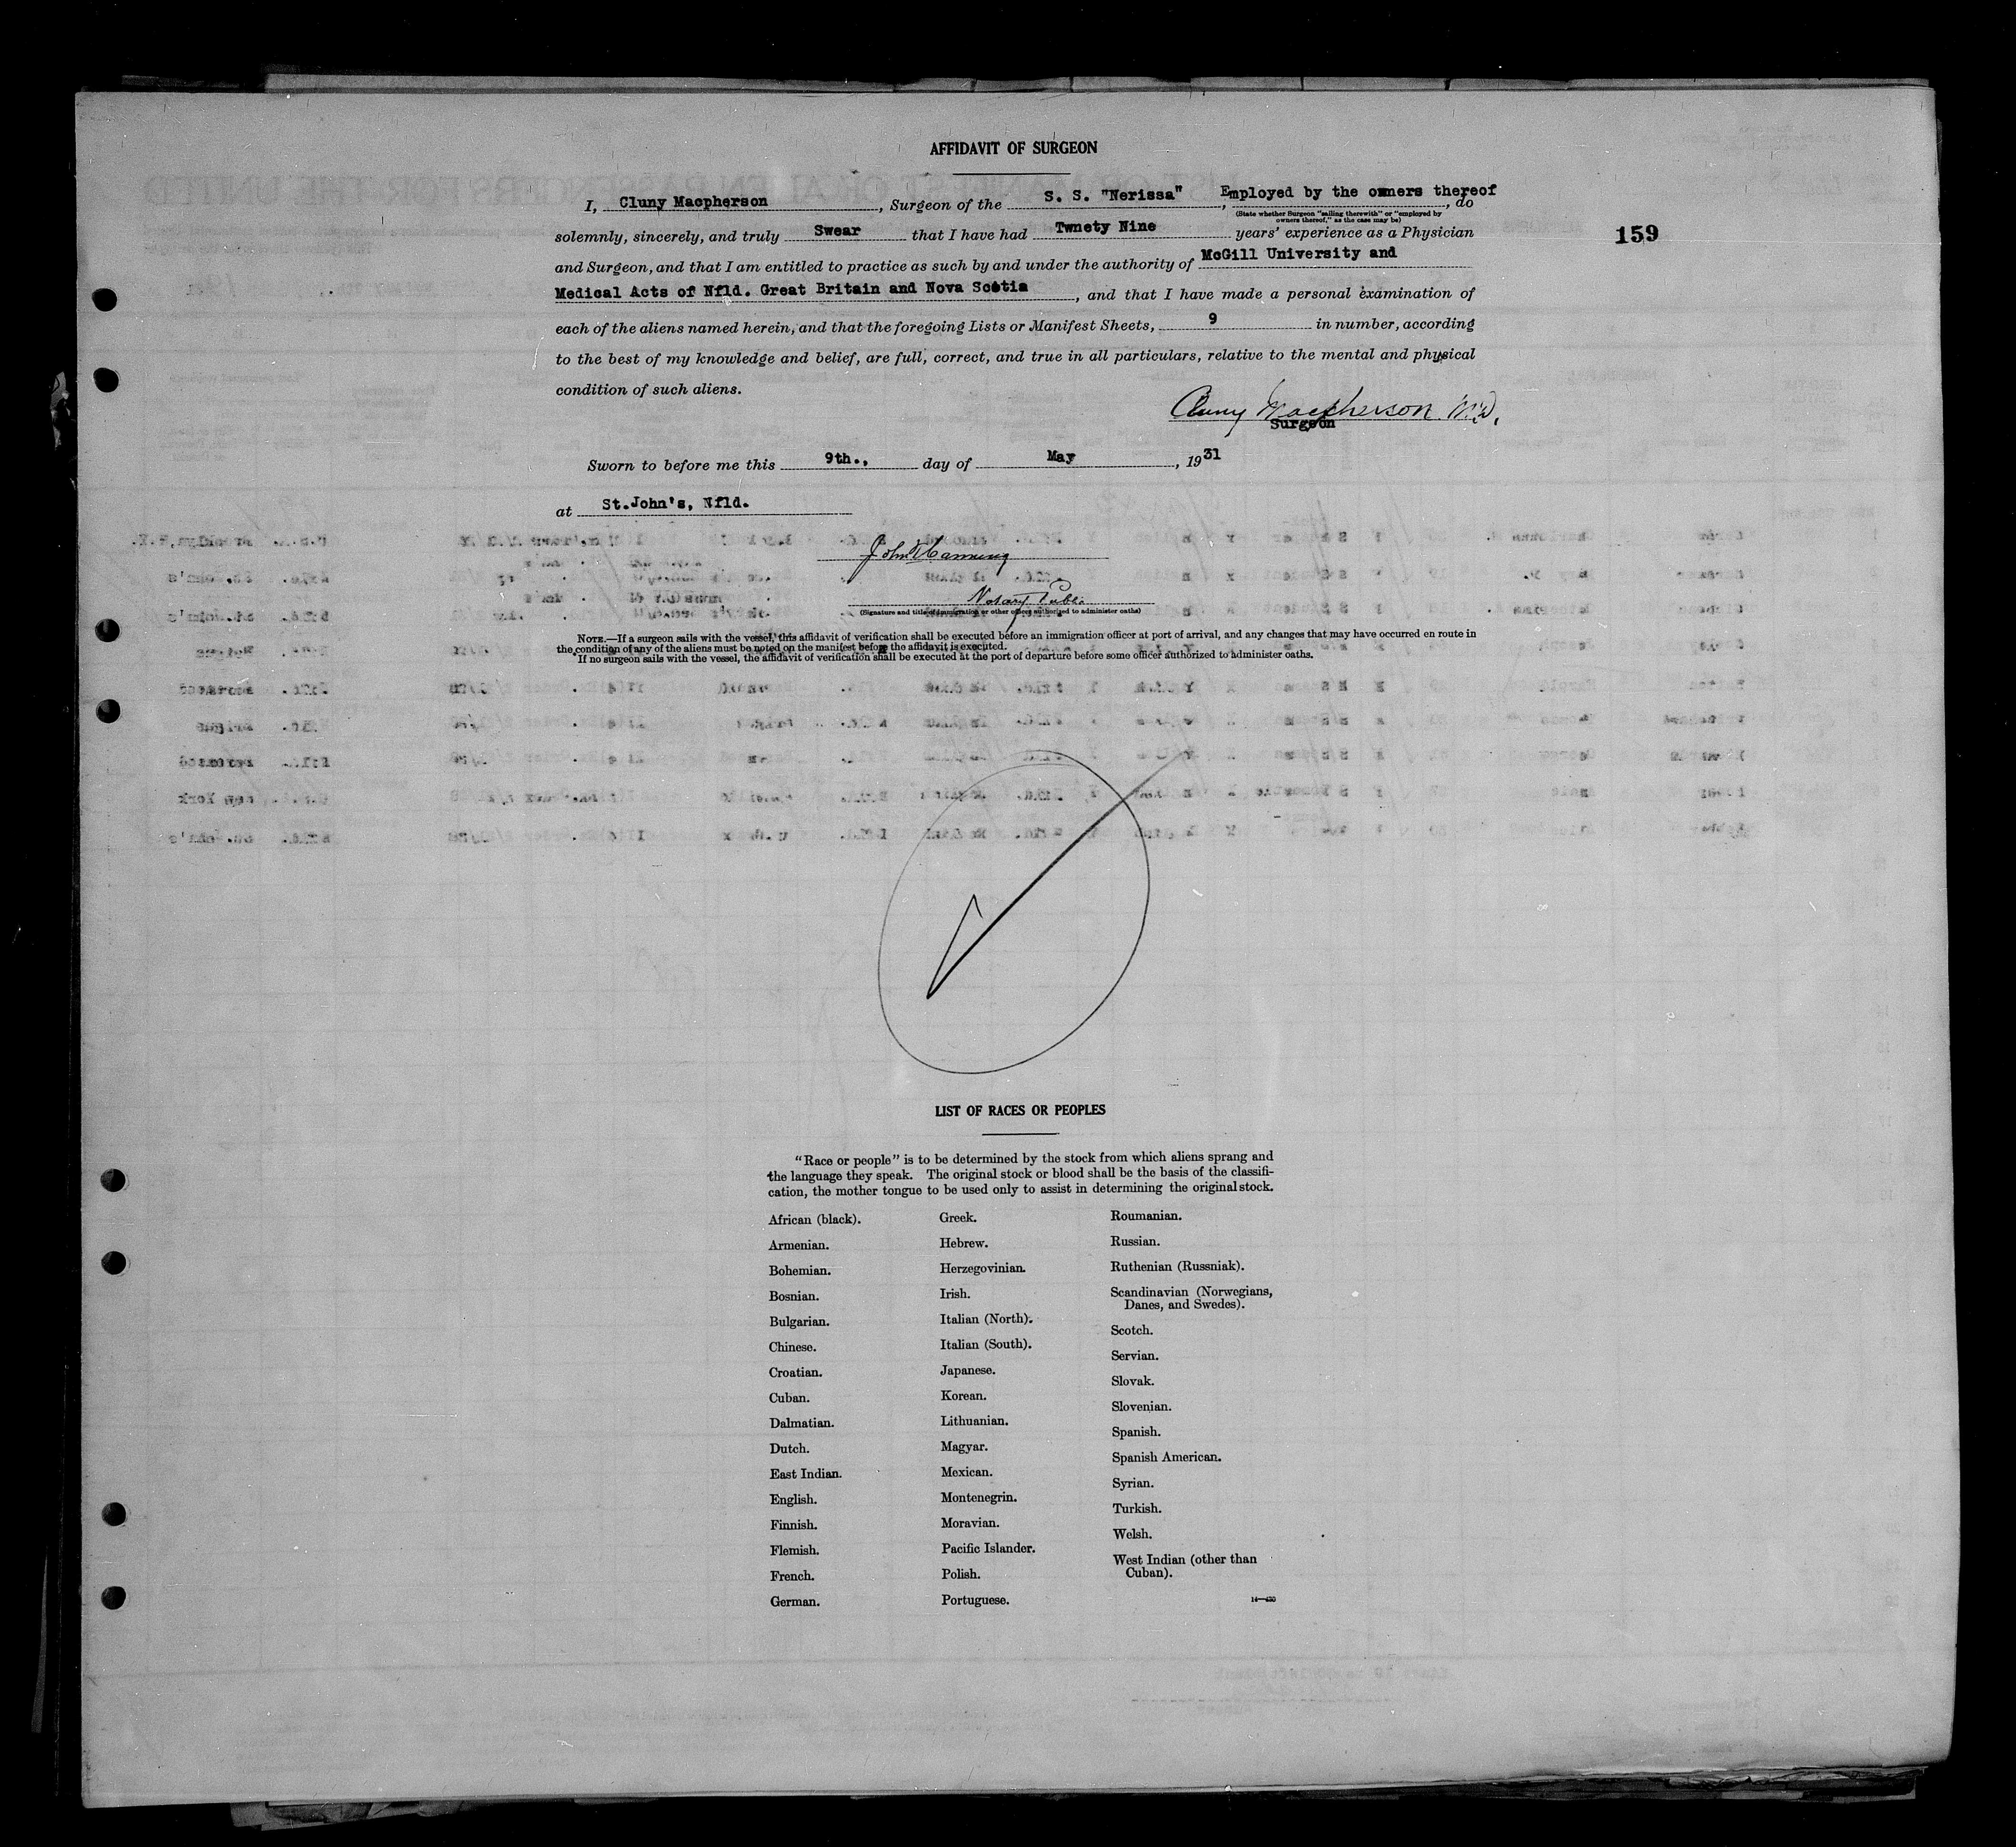 AFFIDAVIT OF SURGEON
I, Cluny Macpherson, Surgeon of the S. S. "Nerissa", Employed by the owners thereof, do
(State whether Surgeon "sailing therewith" or "employed by
owners thereof," as the case may be)
solemnly, sincerely, and truly Swear that I have had Twnety Nine years' experience as a Physician
159
and Surgeon, and that I am entitled to practice as such by and under the authority of McGill University and
Medical Acts of Nfld. Great Britain and Nova Scotia, and that I have made a personal examination of
each of the aliens named herein, and that the foregoing Lists or Manifest Sheets, 9 in number, according
to the best of my knowledge and belief, are full, correct, and true in all particulars, relative to the mental and physical
condition of such aliens.
Cluny Macpherson M.D.
Surgeon
Sworn to before me this 9th., day of May, 1931
at St.John's, Nfld.
John
Notary Public
(Signature and title of immigration or other officer authorized to administer oaths)
NOTE.—If a surgeon sails with the vessel, this affidavit of verification shall be executed before an immigration officer at port of arrival, and any changes that may have occurred en route in
the condition of any of the aliens must be noted on the manifest before the affidavit is executed.
If no surgeon sails with the vessel, the affidavit of verification shall be executed at the port of departure before some officer authorized to administer oaths.
LIST OF RACES OR PEOPLES
"Race or people" is to be determined by the stock from which aliens sprang and
the language they speak. The original stock or blood shall be the basis of the classifi-
cation, the mother tongue to be used only to assist in determining the original stock.
African (black).
Armenian.
Bohemian.
Bosnian.
Bulgarian.
Chinese.
Croatian.
Cuban.
Dalmatian.
Dutch.
East Indian.
English.
Finnish.
Flemish.
French.
German.
Greek.
Hebrew.
Herzegovinian.
Irish.
Italian (North).
Italian (South).
Japanese.
Korean.
Lithuanian.
Magyar.
Mexican.
Montenegrin.
Moravian.
Pacific Islander.
Polish.
Portuguese.
Roumanian.
Russian.
Ruthenian (Russniak).
Scandinavian (Norwegians,
Danes, and Swedes).
Scotch.
Servian.
Slovak.
Slovenian.
Spanish.
Spanish American.
Syrian.
Turkish.
Welsh.
West Indian (other than
Cuban).